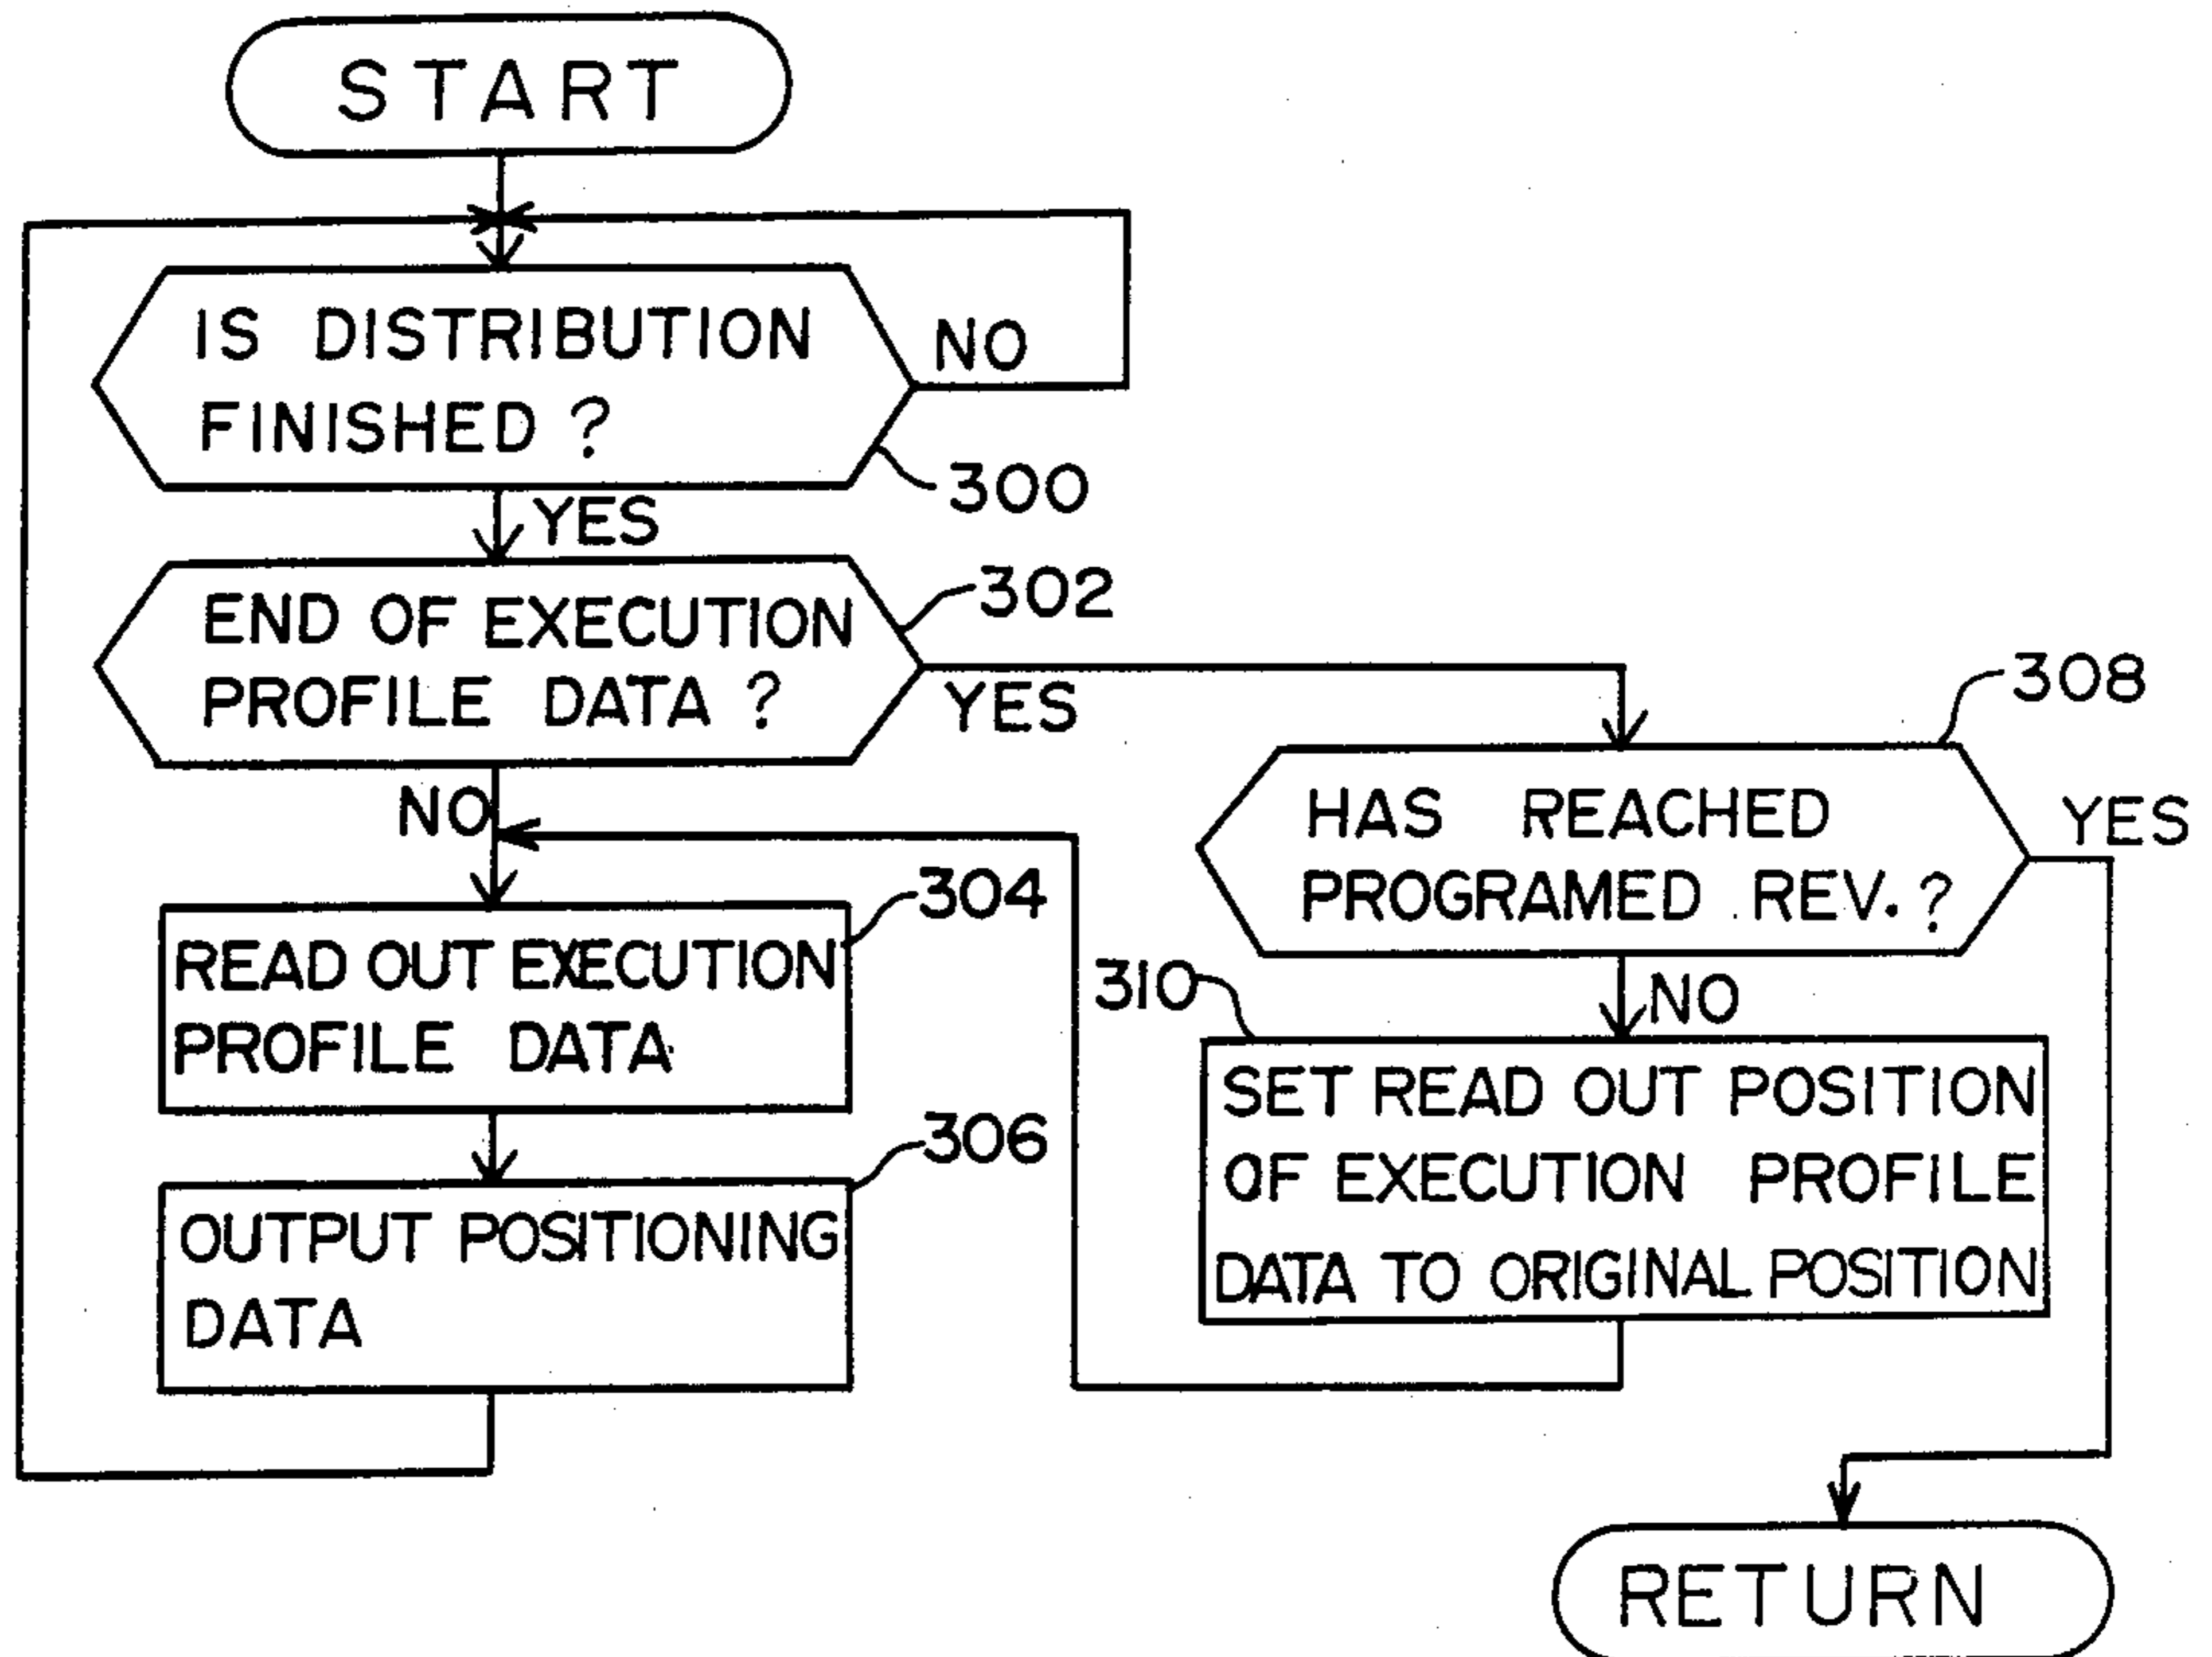 START
IS DISTRIBUTION
FINISHED ?
NO
300
YES
END OF EXECUTION
PROFILE DATA ?
302
YES
NO
READ OUT EXECUTION
PROFILE DATA
304
OUTPUT POSITIONING
DATA
306
308
HAS REACHED
PROGRAMED REV. ?
YES
NO
310
SET READ OUT POSITION
OF EXECUTION PROFILE
DATA TO ORIGINAL POSITION
RETURN